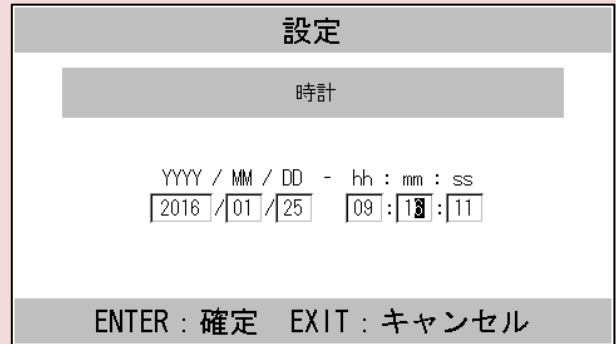 設定
時計
YYYY / MM / DD - hh : mm : ss
2016 / 01 / 25 09 : 16 : 11
ENTER : 確定 EXIT : キャンセル